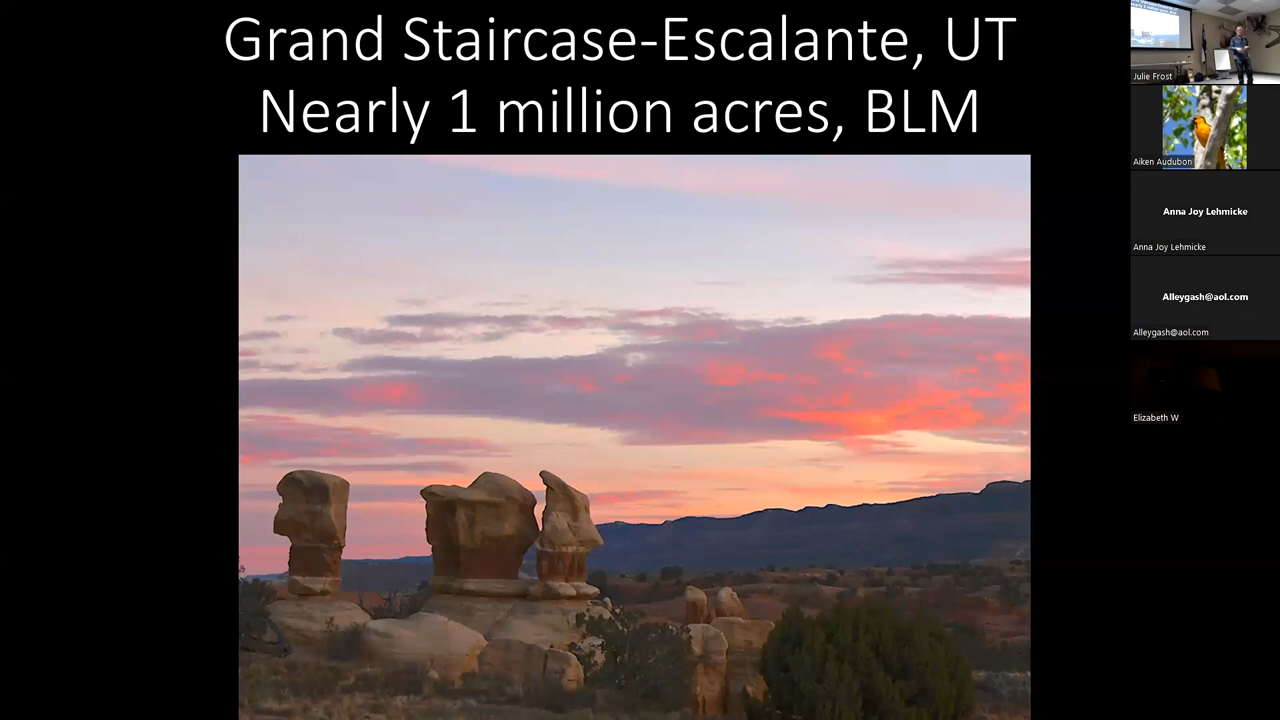 Grand Staircase-Escalante, UT
Nearly 1 million acres, BLM
Julie Frost
Aiken Audubon
Anna Joy Lehmicke
Anna Joy Lehmicke
Alleygash@aol.com
Alleygash@aol.com
Elizabeth W